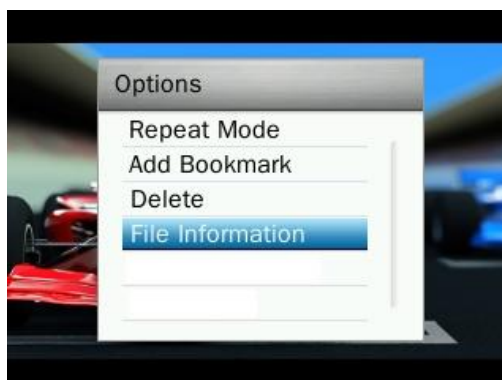 Options
Repeat Mode
Add Bookmark
Delete
File Information